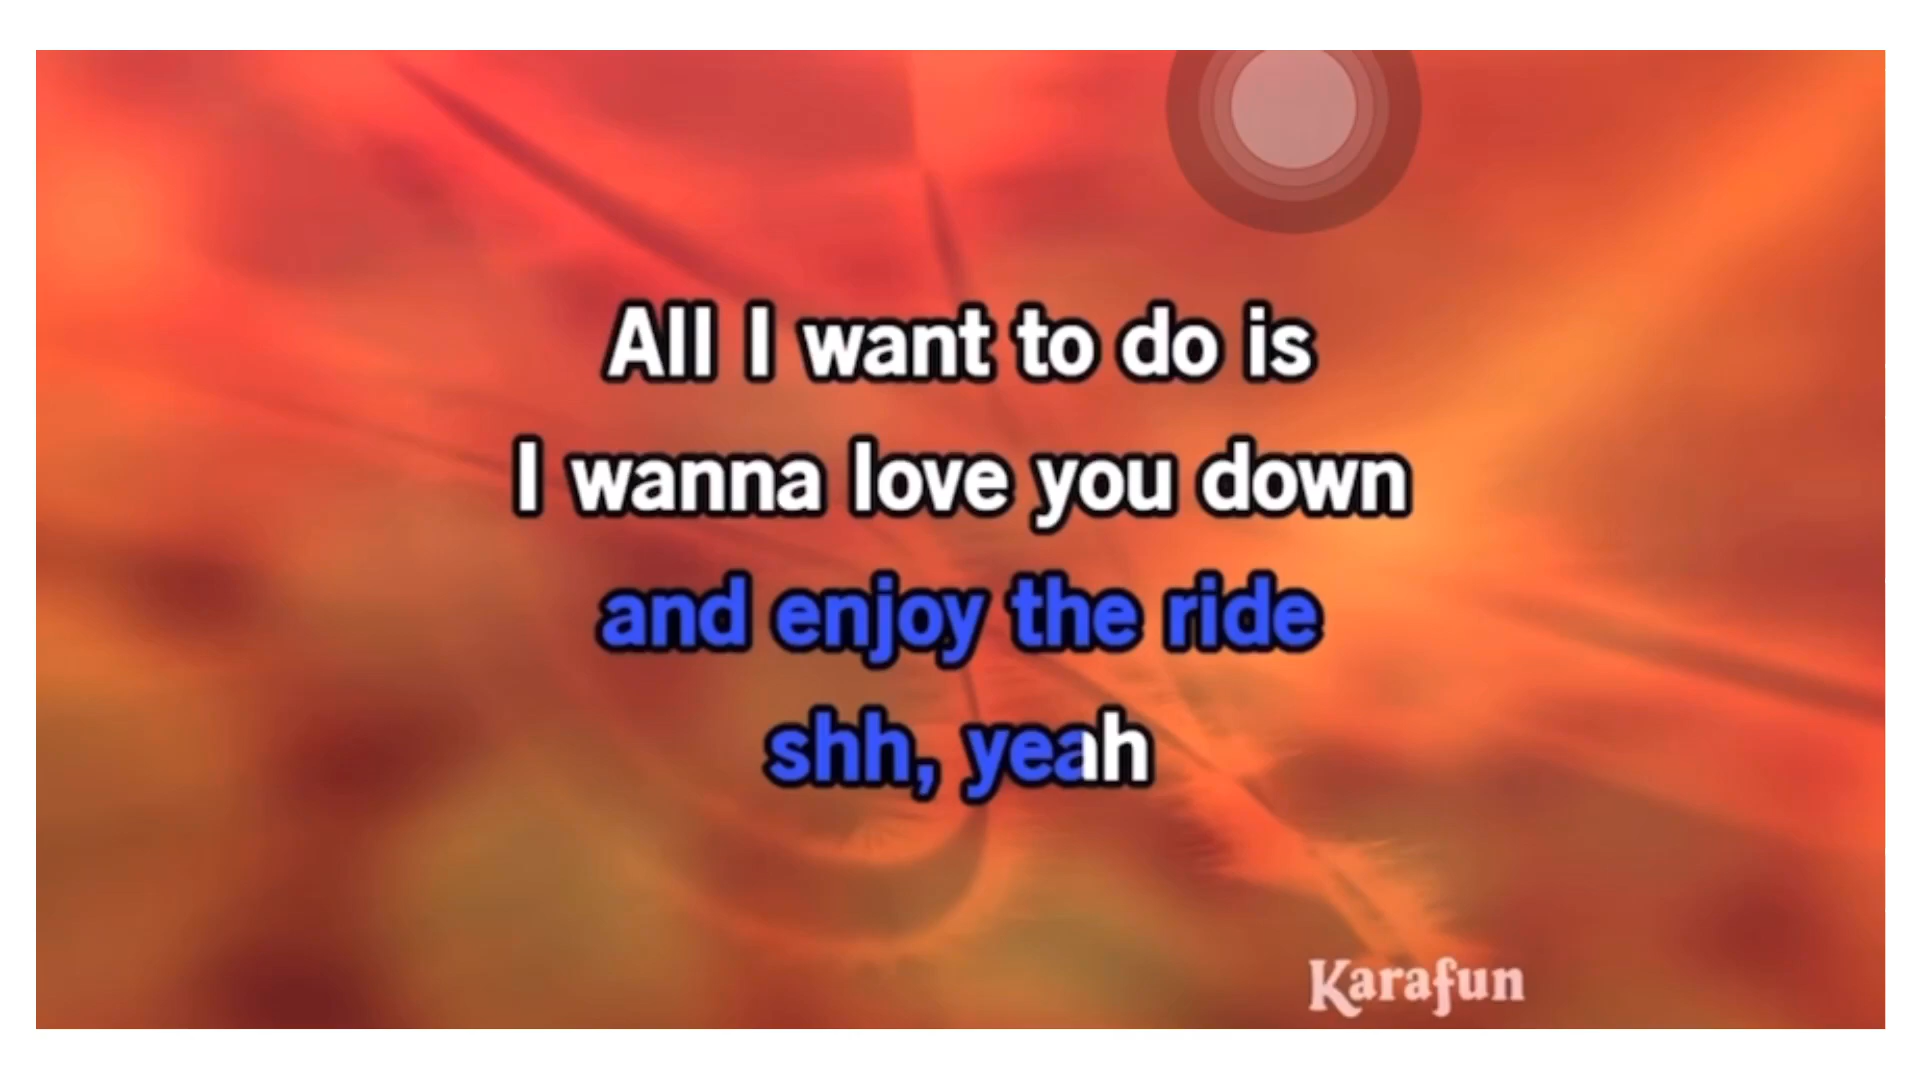 All I want to do is
I wanna love you down
and enjoy the ride
shh, yeah
Karafun